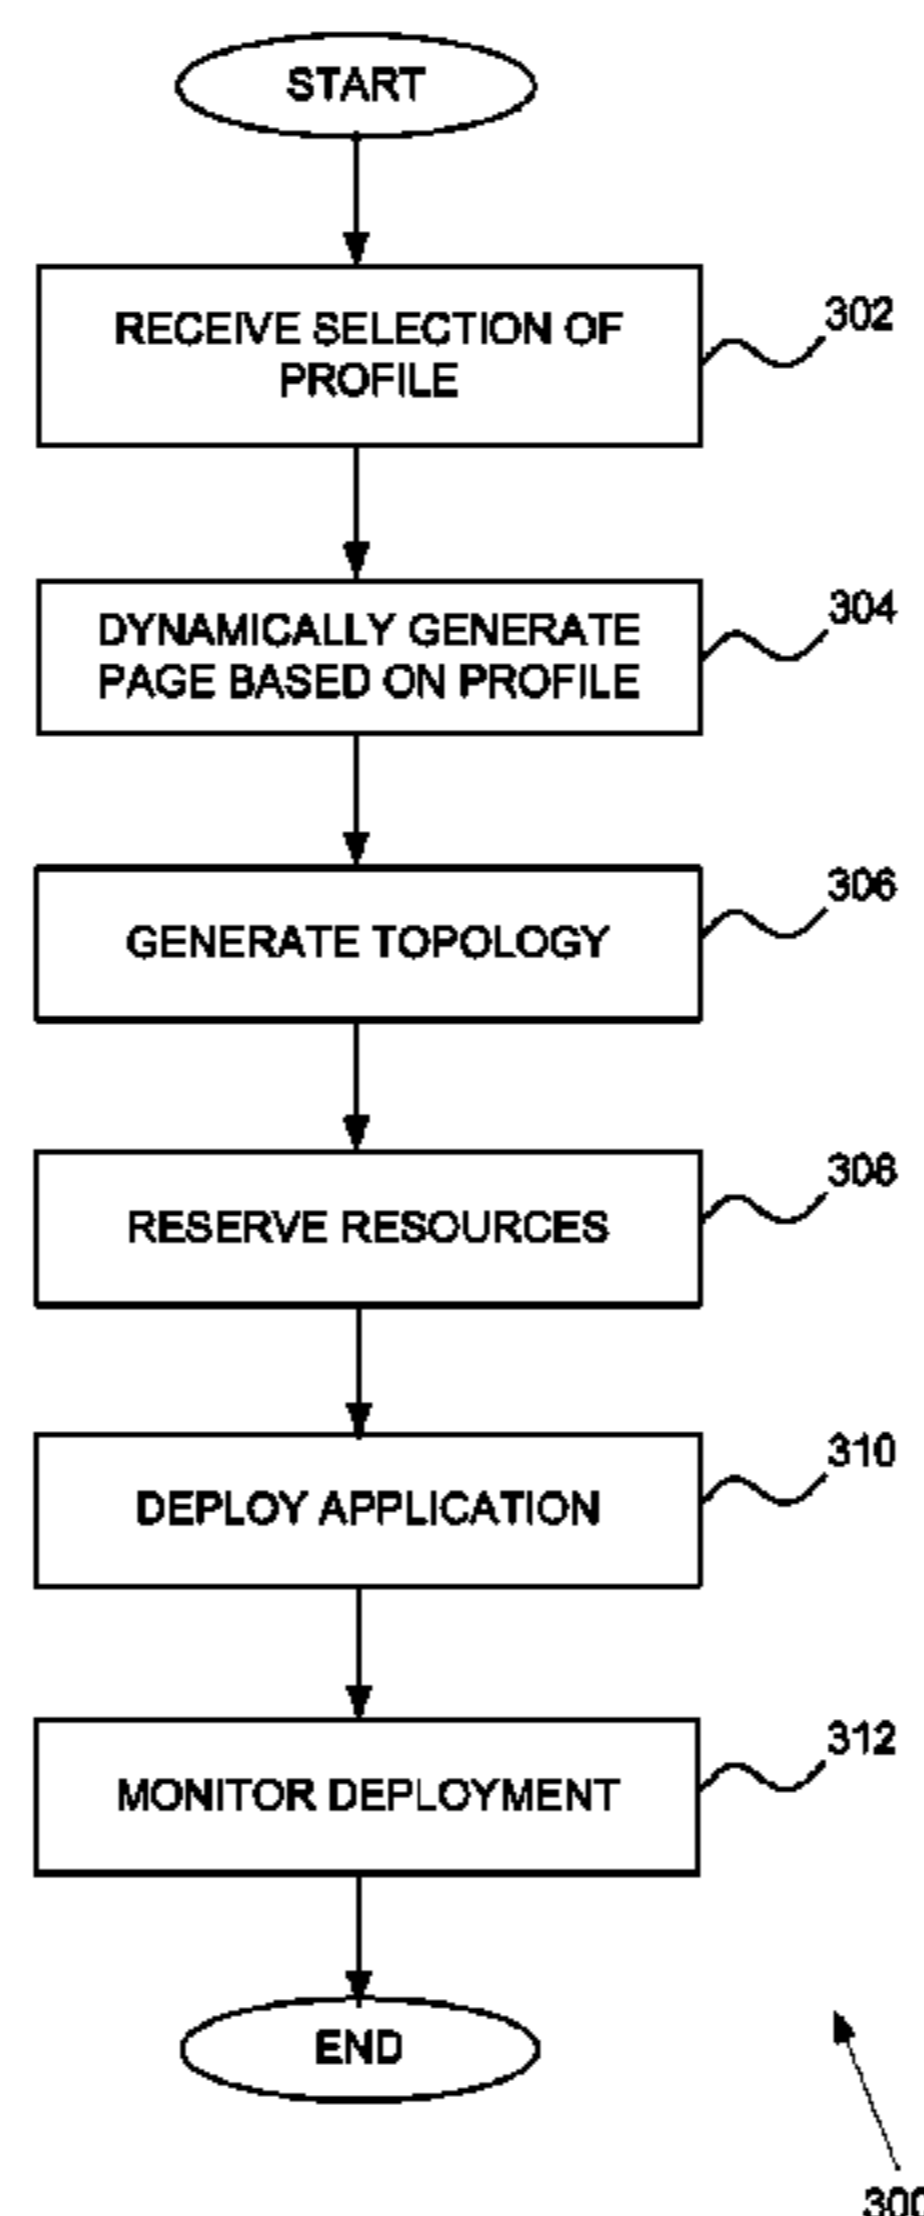 START
RECEIVE SELECTION OF
PROFILE
302
DYNAMICALLY GENERATE
PAGE BASED ON PROFILE
304
GENERATE TOPOLOGY
306
RESERVE RESOURCES
308
DEPLOY APPLICATION
310
MONITOR DEPLOYMENT
312
END
300